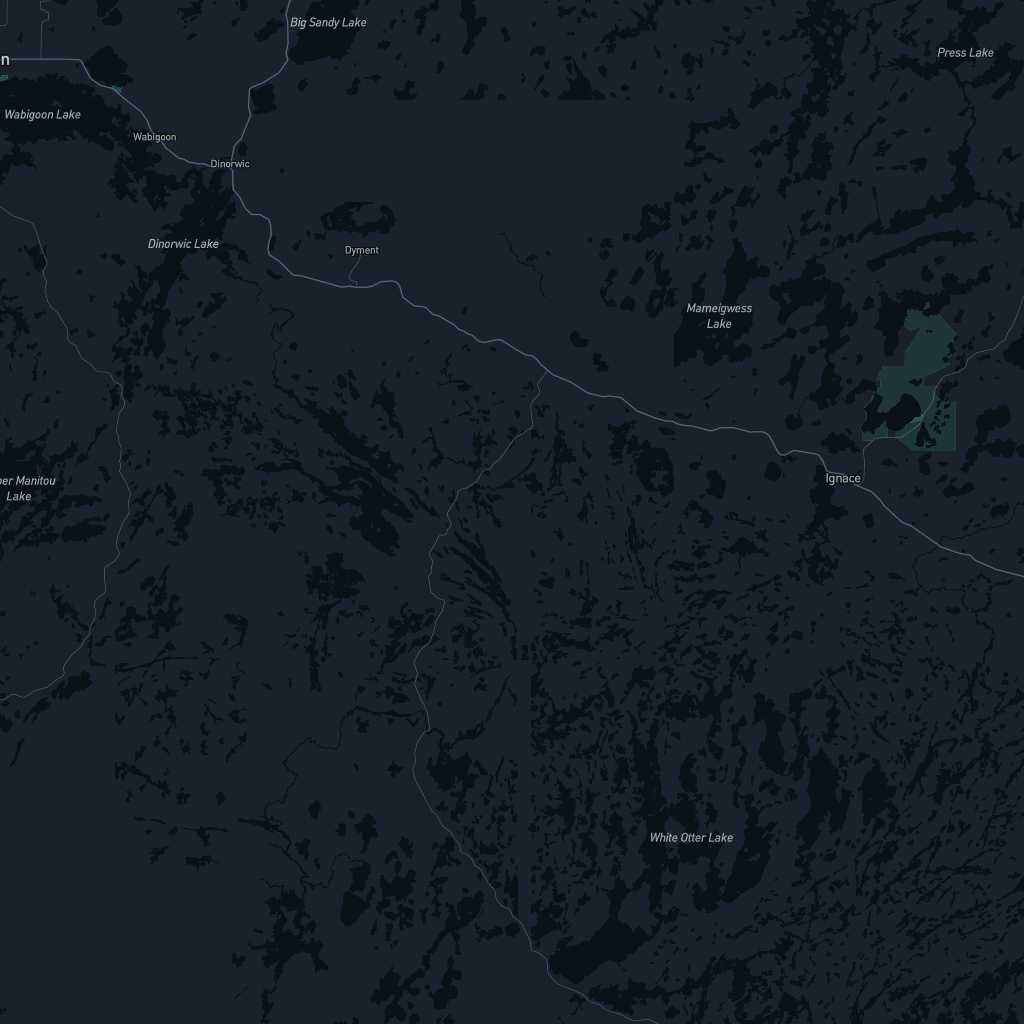 Big Sandy Lake
Press Lake
Wabigoon Lake
Wabigoon
Dinorwic
Dinorwic Lake
Dyment
Mameigwess
Lake
Ignace
Manitou
Lake
White Otter Lake